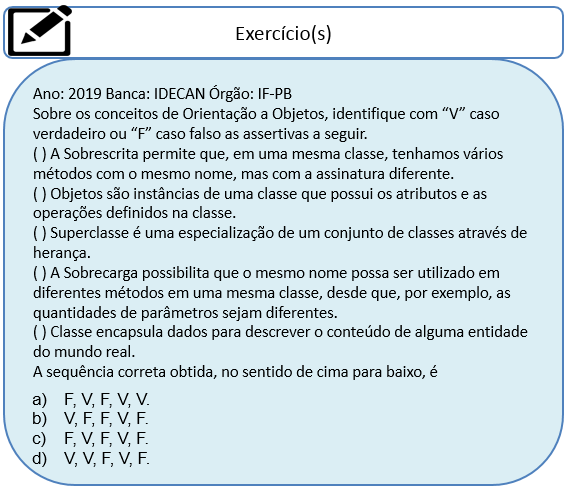 Exercício(s)
Ano: 2019 Banca: IDECAN Órgão: IF-PB
Sobre os conceitos de Orientação a Objetos, identifique com “V” caso
verdadeiro ou “F” caso falso as assertivas a seguir.
( ) A Sobrescrita permite que, em uma mesma classe, tenhamos vários
métodos com o mesmo nome, mas com a assinatura diferente.
( ) Objetos são instâncias de uma classe que possui os atributos e as
operações definidos na classe.
( ) Superclasse é uma especialização de um conjunto de classes através de
herança.
( ) A Sobrecarga possibilita que o mesmo nome possa ser utilizado em
diferentes métodos em uma mesma classe, desde que, por exemplo, as
quantidades de parâmetros sejam diferentes.
( ) Classe encapsula dados para descrever o conteúdo de alguma entidade
do mundo real.
A sequência correta obtida, no sentido de cima para baixo, é
a) F, V, F, V, V.
b) V, F, F, V, F.
c) F, V, F, V, F.
d) V, V, F, V, F.